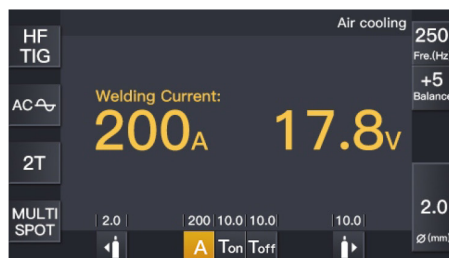 Air cooling
HF
TIG
250
Fre.(Hz)
+5
Balance
AC
Welding Current:
200A
17.8V
2T
MULTI
SPOT
2.0
200
10.0
10.0
10.0
2.0
A
Ton
Toff
Ø (mm)